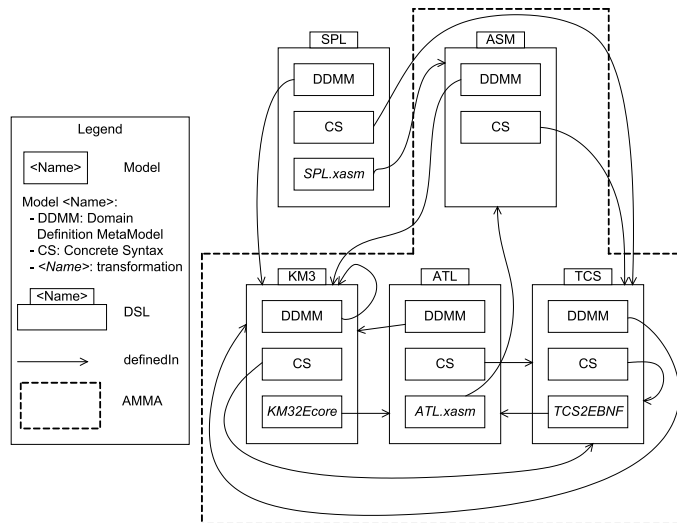 SPL
DDMM
CS
SPL.xasm
ASM
DDMM
CS
Legend
<Name>
Model
Model <Name>:
- DDMM: Domain
Definition MetaModel
- CS: Concrete Syntax
- <Name>: transformation
<Name>
DSL
definedIn
AMMA
KM3
DDMM
CS
KM32Ecore
ATL
DDMM
CS
ATL.xasm
TCS
DDMM
CS
TCS2EBNF